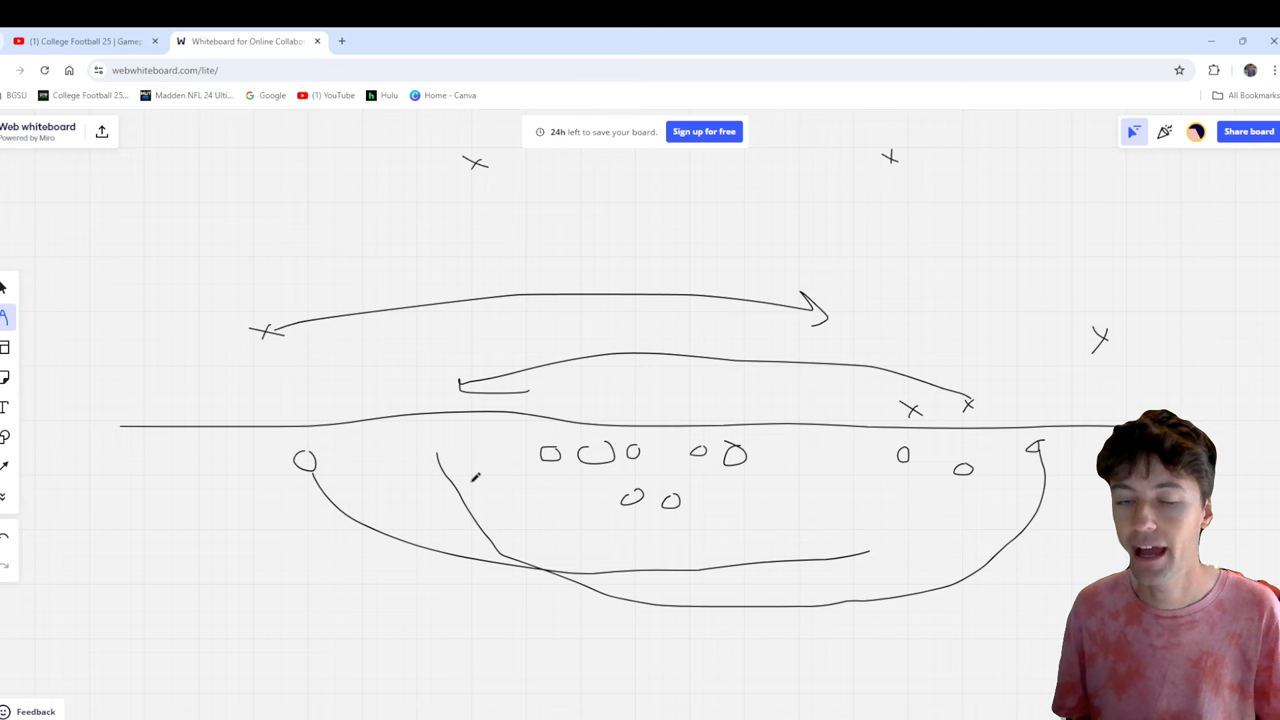 (1) College Football 25 | Gamep
Whiteboard for Online Collabor
webwhiteboard.com/lite/
BGSU
College Football 25...
Madden NFL 24 Ulti...
Google
(1) YouTube
Hulu
Home - Canva
All Bookmarks
Web whiteboard
Powered by Miro
24h left to save your board.
Sign up for free
Share board
X
X
X
X
X
X
O
O
O
O
O
O
O
O
O
O
T
Feedback